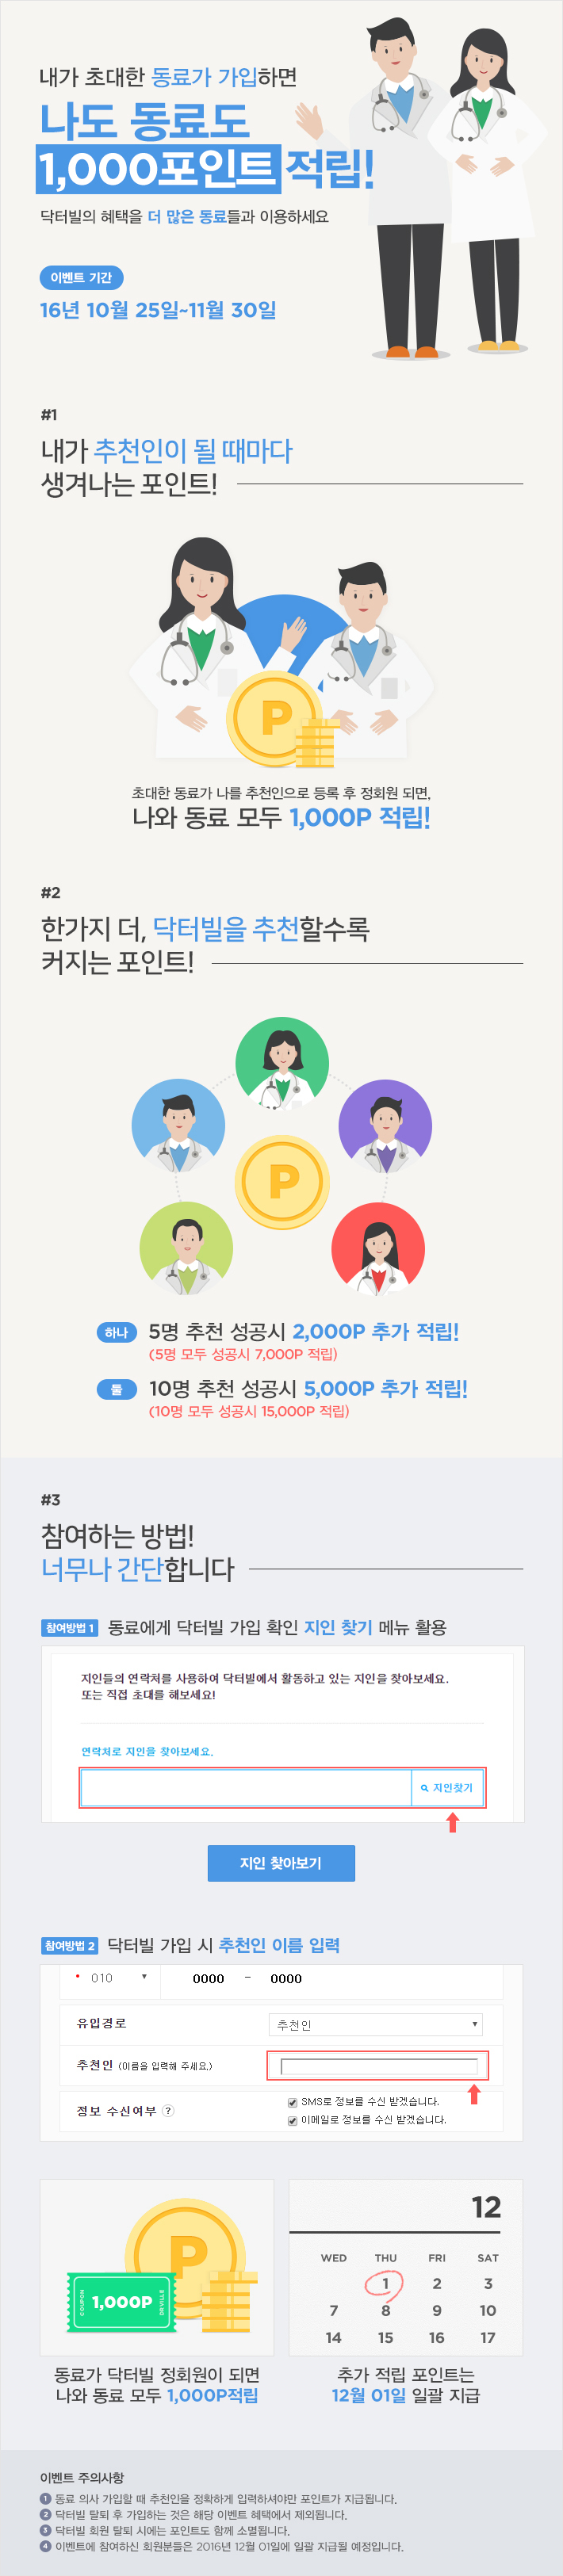 내가 초대한 동료가 가입하면
나도 동료도
1,000포인트 적립!
닥터빌의 혜택을 더 많은 동료들과 이용하세요
이벤트 기간
16년 10월 25일~11월 30일
#1
내가 추천인이 될 때마다
생겨나는 포인트!
P
초대한 동료가 나를 추천인으로 등록 후 정회원 되면,
나와 동료 모두 1,000P 적립!
#2
한가지 더, 닥터빌을 추천할수록
커지는 포인트!
P
하나 5명 추천 성공시 2,000P 추가 적립!
(5명 모두 성공시 7,000P 적립)
둘 10명 추천 성공시 5,000P 추가 적립!
(10명 모두 성공시 15,000P 적립)
#3
참여하는 방법!
너무나 간단합니다
참여방법 1 동료에게 닥터빌 가입 확인 지인 찾기 메뉴 활용
지인들의 연락처를 사용하여 닥터빌에서 활동하고 있는 지인을 찾아보세요.
또는 직접 초대를 해보세요!
연락처로 지인을 찾아보세요.
지인찾기
지인 찾아보기
참여방법 2 닥터빌 가입 시 추천인 이름 입력
010 0000 - 0000
유입경로 추천인
추천인 (이름을 입력해 주세요.)
정보 수신여부 ?
SMS로 정보를 수신 받겠습니다.
이메일로 정보를 수신 받겠습니다.
P
COUPON 1,000P DRVILLE
동료가 닥터빌 정회원이 되면
나와 동료 모두 1,000P적립
12
WED THU FRI SAT
1 2 3
7 8 9 10
14 15 16 17
추가 적립 포인트는
12월 01일 일괄 지급
이벤트 주의사항
1 동료 의사 가입할 때 추천인을 정확하게 입력하셔야만 포인트가 지급됩니다.
2 닥터빌 탈퇴 후 가입하는 것은 해당 이벤트 혜택에서 제외됩니다.
3 닥터빌 회원 탈퇴 시에는 포인트도 함께 소멸됩니다.
4 이벤트에 참여하신 회원분들은 2016년 12월 01일에 일괄 지급될 예정입니다.